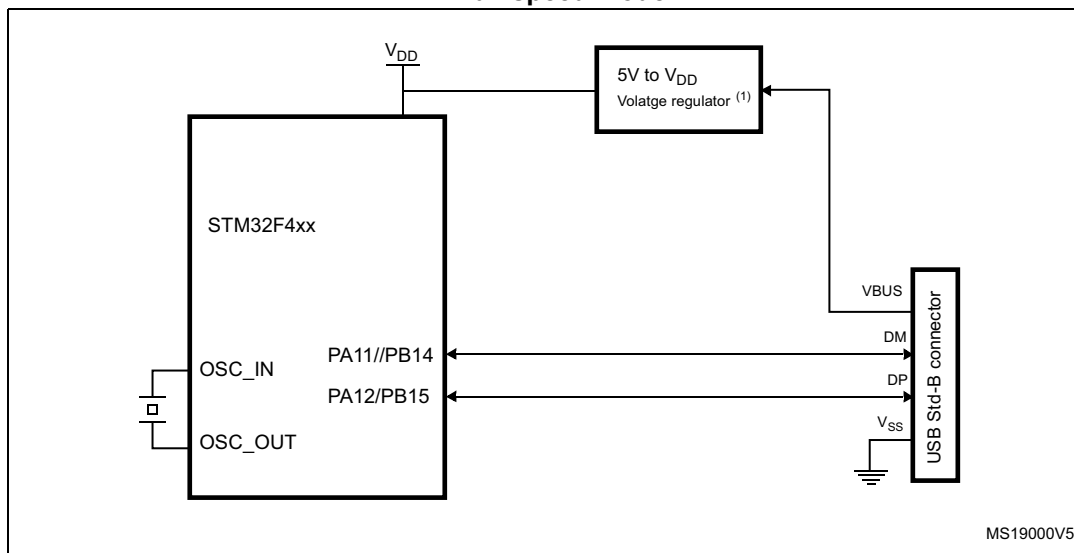 VDD
5V to VDD
Volatge regulator (1)
STM32F4xx
VBUS
DM
PA11//PB14
OSC_IN
DP
PA12/PB15
VSS
OSC_OUT
USB Std-B connector
MS19000V5